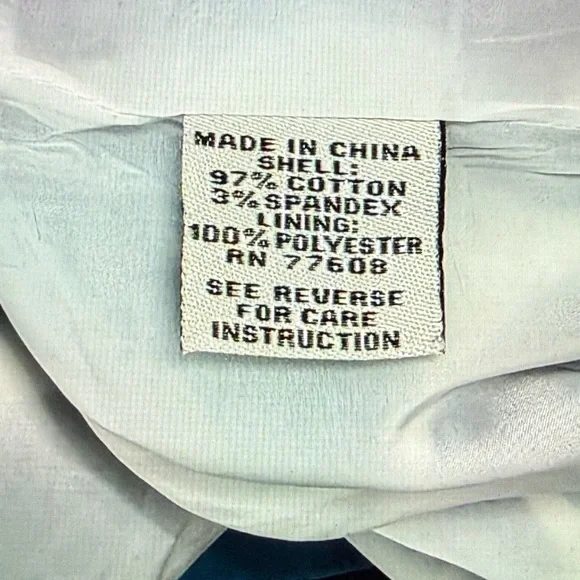 MADE IN CHINA
SHELL:
97% COTTON
3% SPANDEX
LINING:
100% POLYESTER
RN 77608
SEE REVERSE
FOR CARE
INSTRUCTION